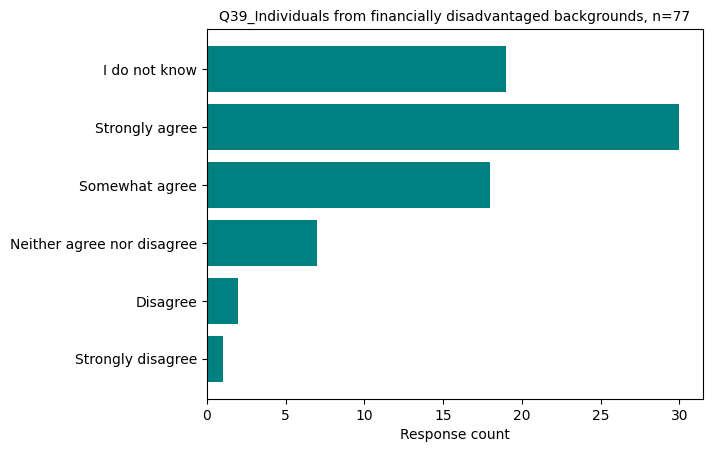 Q39_Individuals from financially disadvantaged backgrounds, n=77
I do not know
Strongly agree
Somewhat agree
Neither agree nor disagree
Disagree
Strongly disagree
0 5 10 15 20 25 30
Response count